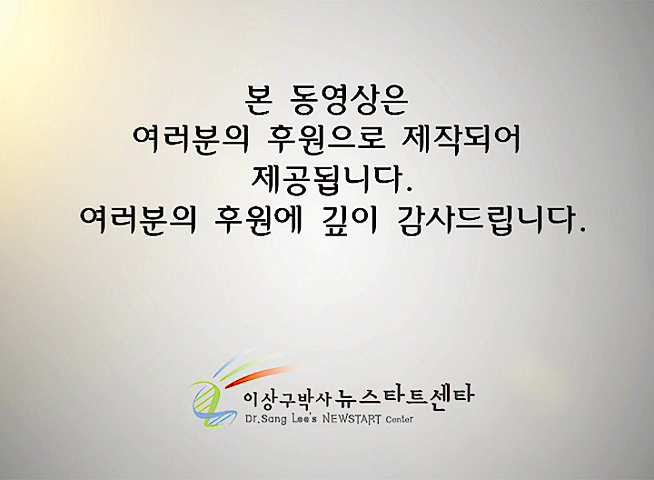 본 동영상은
여러분의 후원으로 제작되어
제공됩니다.
여러분의 후원에 깊이 감사드립니다.
이상구박사 뉴스타트센타
Dr.Sang Lee's NEWSTART Center